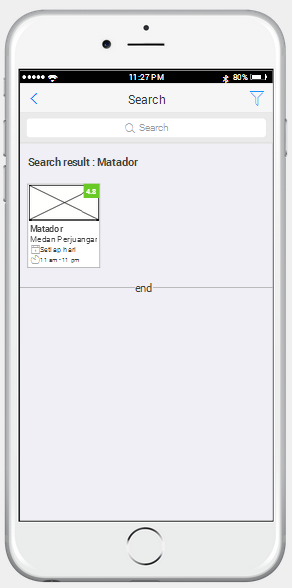 11:27 PM
80%
Search
Search
Search result : Matador
4.8
Matador
Medan Perjuangan
Setiap hari
11 am - 11 pm
end